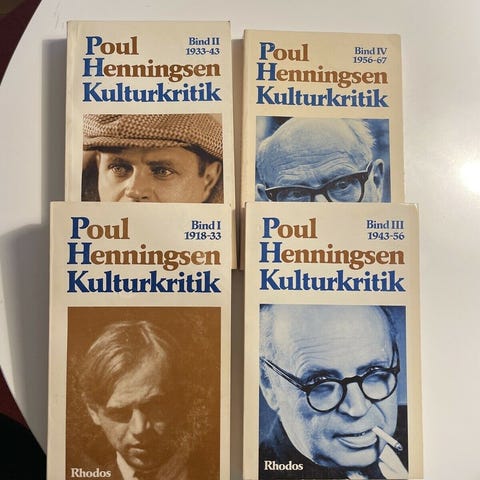 Poul
Bind II
1933-43
Henningsen
Kulturkritik
Poul
Bind IV
1956-67
Henningsen
Kulturkritik
Poul
Bind I
1918-33
Henningsen
Kulturkritik
Rhodos
Poul
Bind III
1943-56
Henningsen
Kulturkritik
Rhodos